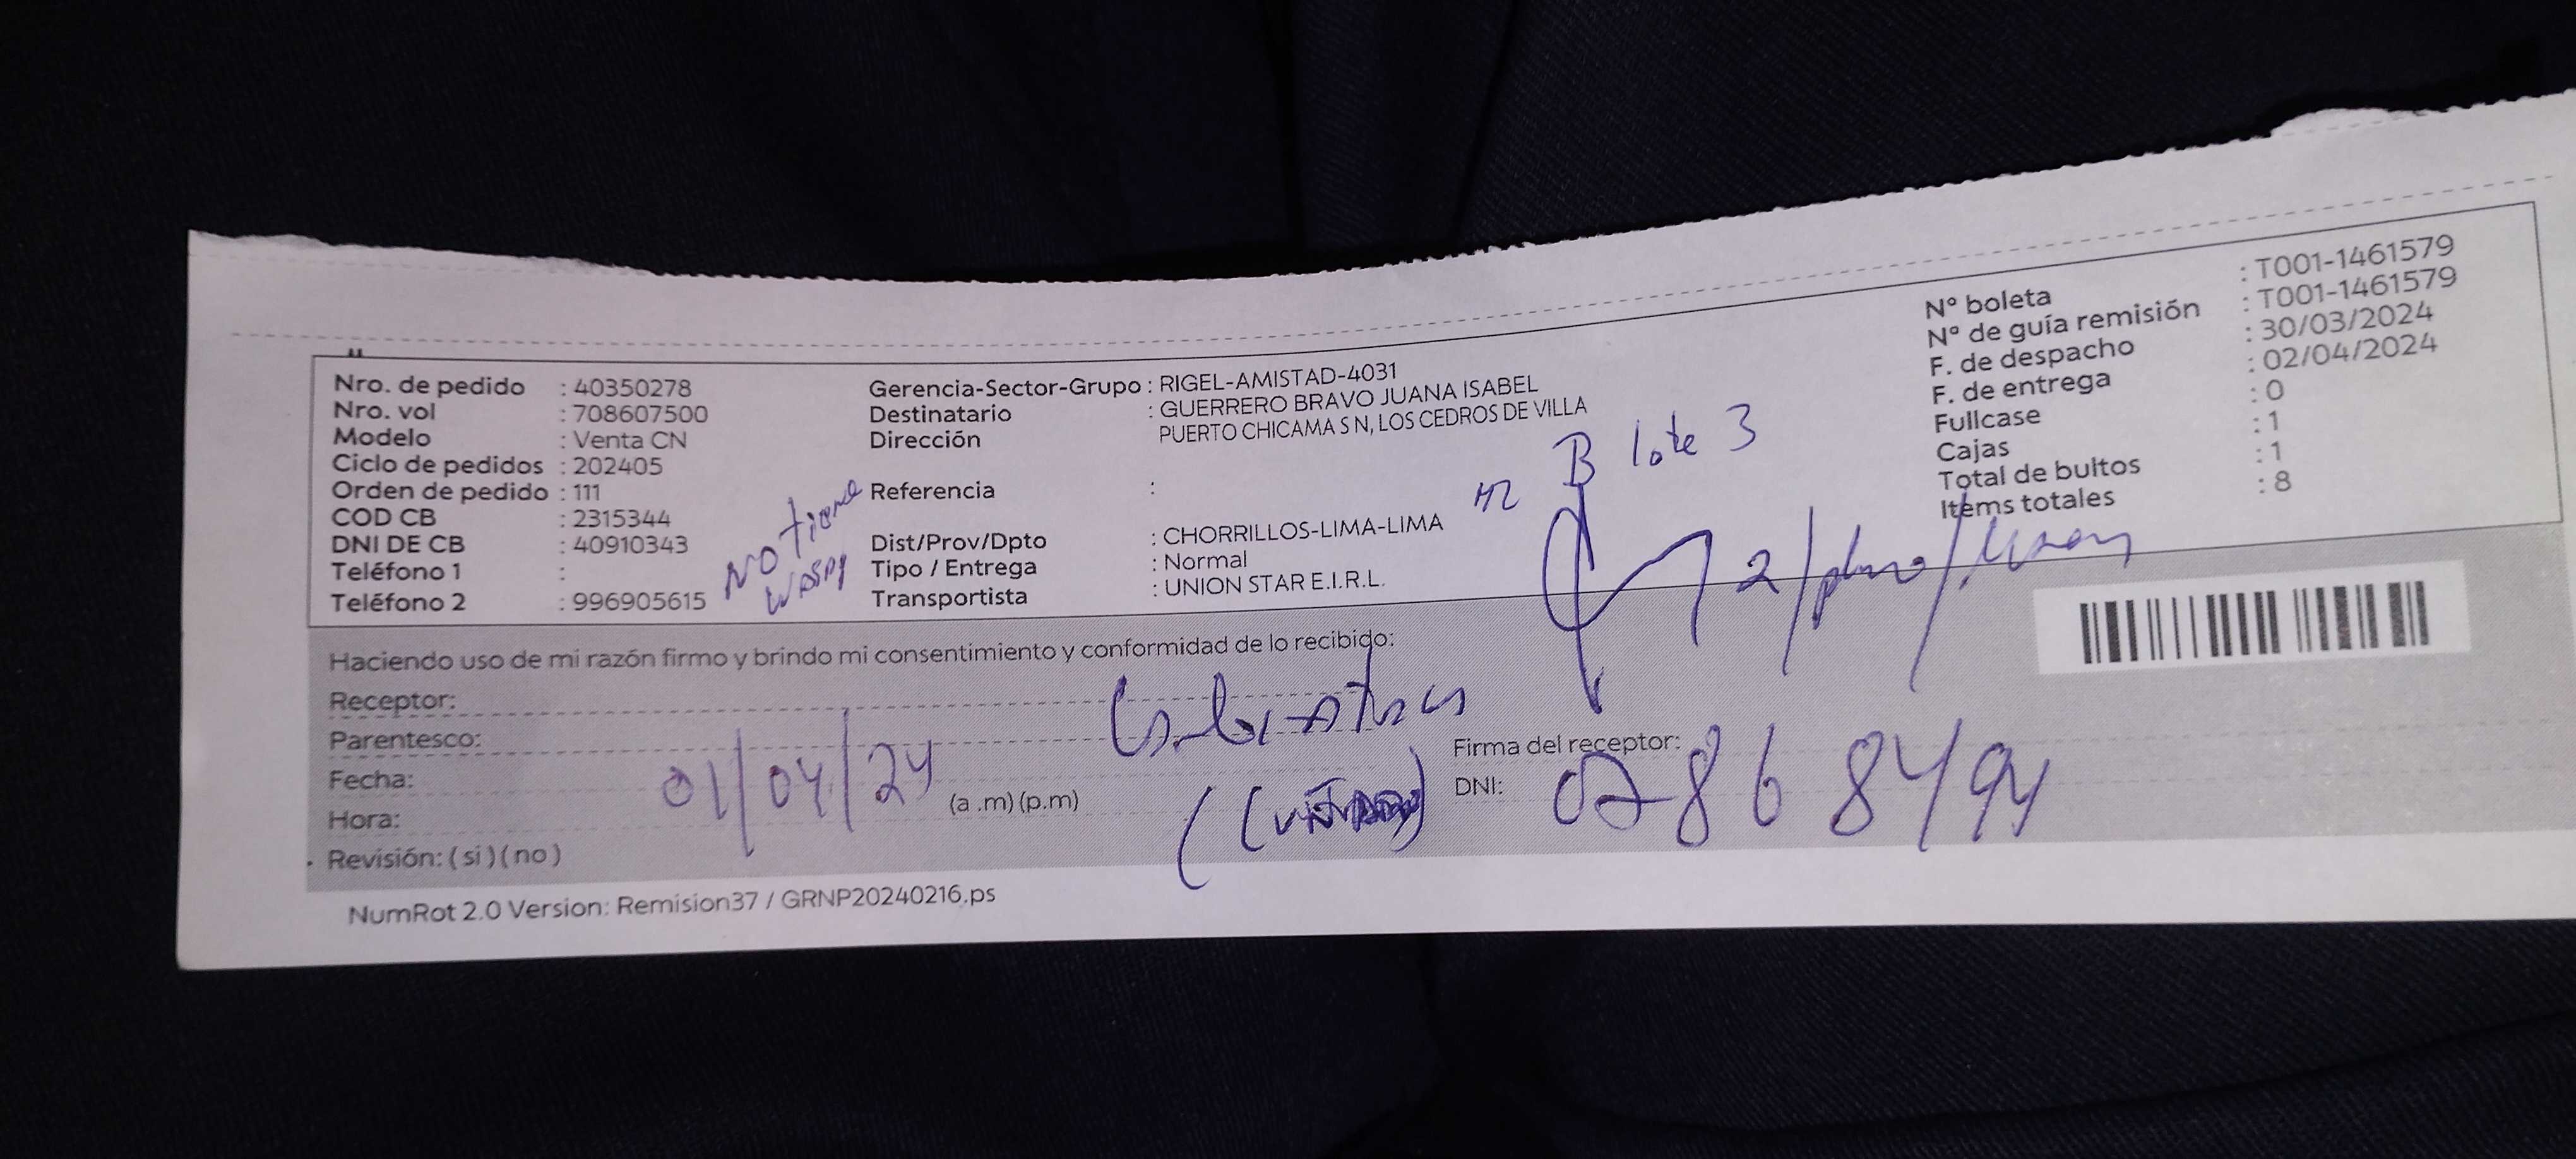 Nro. de pedido : 40350278
Nro. vol : 708607500
Modelo : Venta CN
Ciclo de pedidos : 202405
Orden de pedido : 111
COD CB : 2315344
DNI DE CB : 40910343
Teléfono 1 :
Teléfono 2 : 996905615
No tiene
Wasap
Gerencia-Sector-Grupo : RIGEL-AMISTAD-4031
Destinatario : GUERRERO BRAVO JUANA ISABEL
Dirección PUERTO CHICAMA S N, LOS CEDROS DE VILLA
Referencia :
Mz B lote 3
Dist/Prov/Dpto : CHORRILLOS-LIMA-LIMA
Tipo / Entrega : Normal
Transportista : UNION STAR E.I.R.L.
N° boleta : T001-1461579
N° de guía remisión : T001-1461579
F. de despacho : 30/03/2024
F. de entrega : 02/04/2024
Fullcase : 0
Cajas : 1
Total de bultos : 1
Items totales : 8
Haciendo uso de mi razón firmo y brindo mi consentimiento y conformidad de lo recibido:
Receptor:
Parentesco:
Fecha: 01/04/24
Hora: (a .m) (p.m)
Revisión: ( si ) ( no )
Firma del receptor:
DNI: 07868494
NumRot 2.0 Version: Remision37 / GRNP20240216.ps